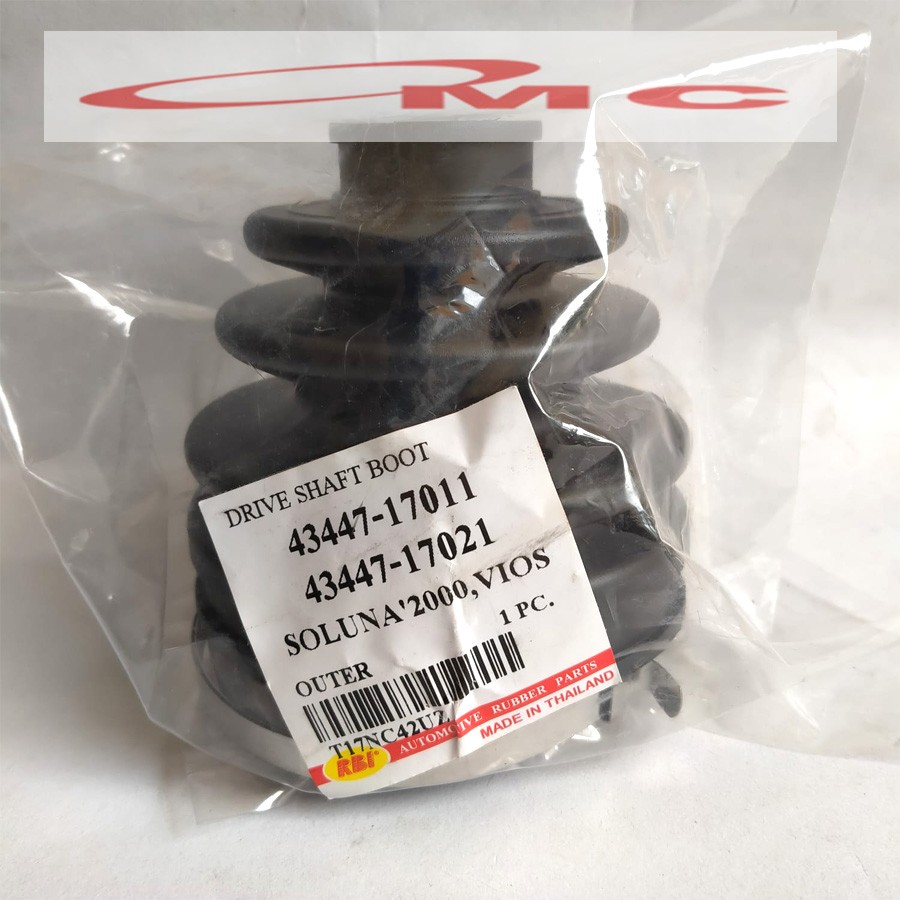 CMC
DRIVE SHAFT BOOT
43447-17011
43447-17021
SOLUNA'2000,VIOS
1 PC.
OUTER
T17NC42UZ
RBI® AUTOMOTIVE RUBBER PARTS
MADE IN THAILAND